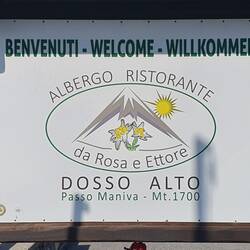 BENVENUTI - WELCOME - WILLKOMMEN
ALBERGO RISTORANTE
da Rosa e Ettore
DOSSO ALTO
Passo Maniva - Mt.1700